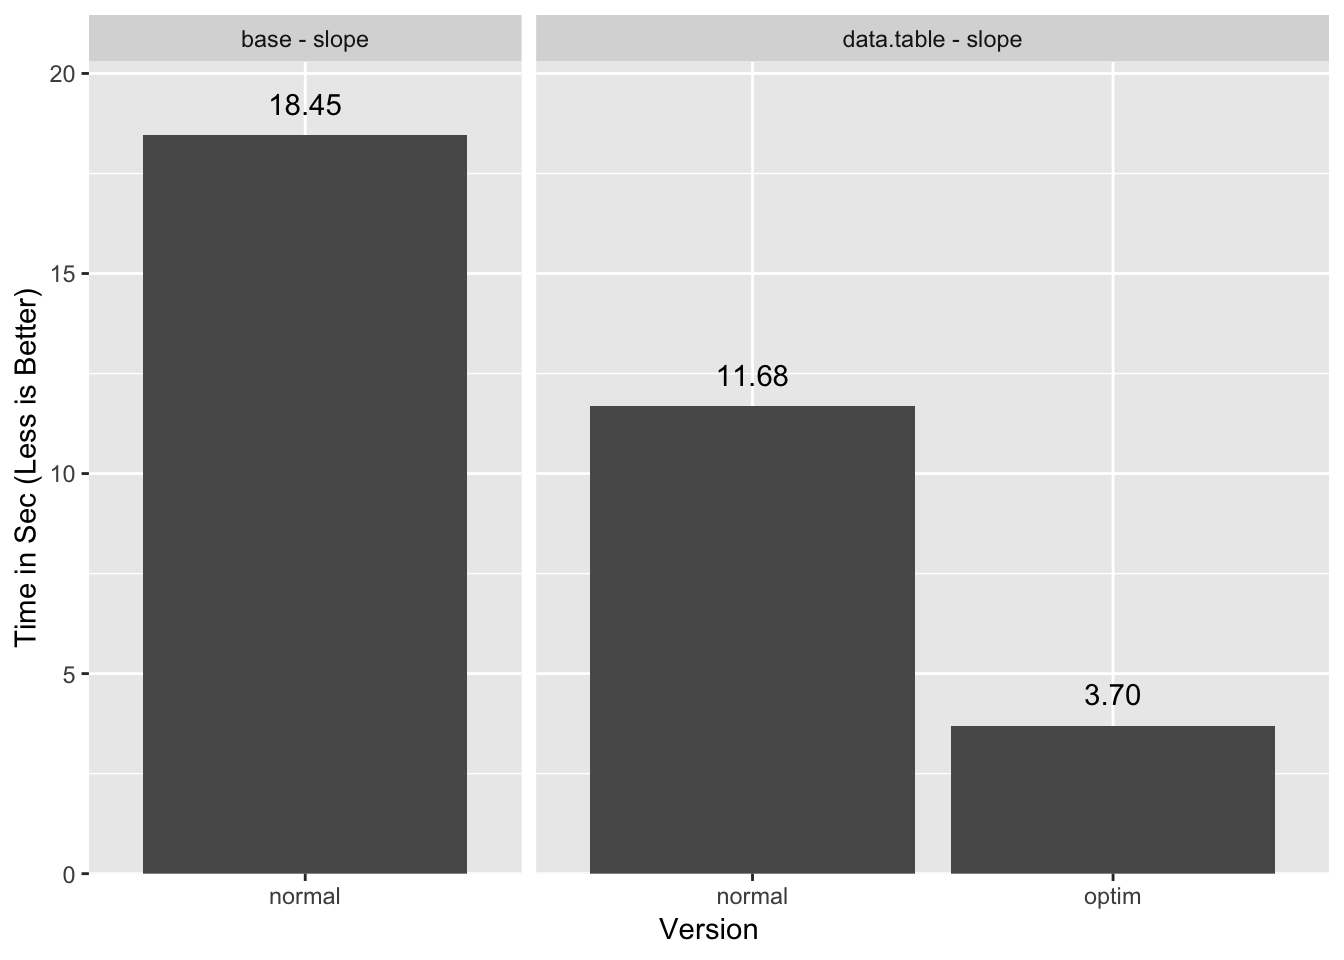 base - slope
data.table - slope
Time in Sec (Less is Better)
20
15
10
5
0
18.45
11.68
3.70
normal
normal
optim
Version